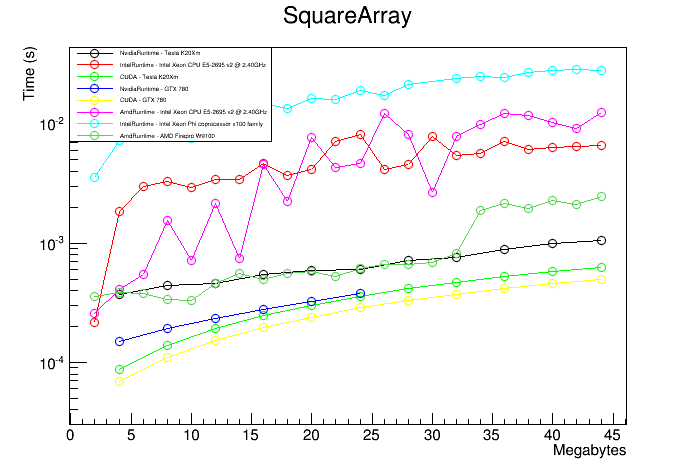 SquareArray
Time (s)
NvidiaRuntime - Tesla K20Xm
IntelRuntime - Intel Xeon CPU E5-2695 v2 @ 2.40GHz
CUDA - Tesla K20Xm
NvidiaRuntime - GTX 780
CUDA - GTX 780
AmdRuntime - Intel Xeon CPU E5-2695 v2 @ 2.40GHz
IntelRuntime - Intel Xeon Phi coprocessor x100 family
AmdRuntime - AMD Firepro W9100
10⁻²
10⁻³
10⁻⁴
0 5 10 15 20 25 30 35 40 45
Megabytes